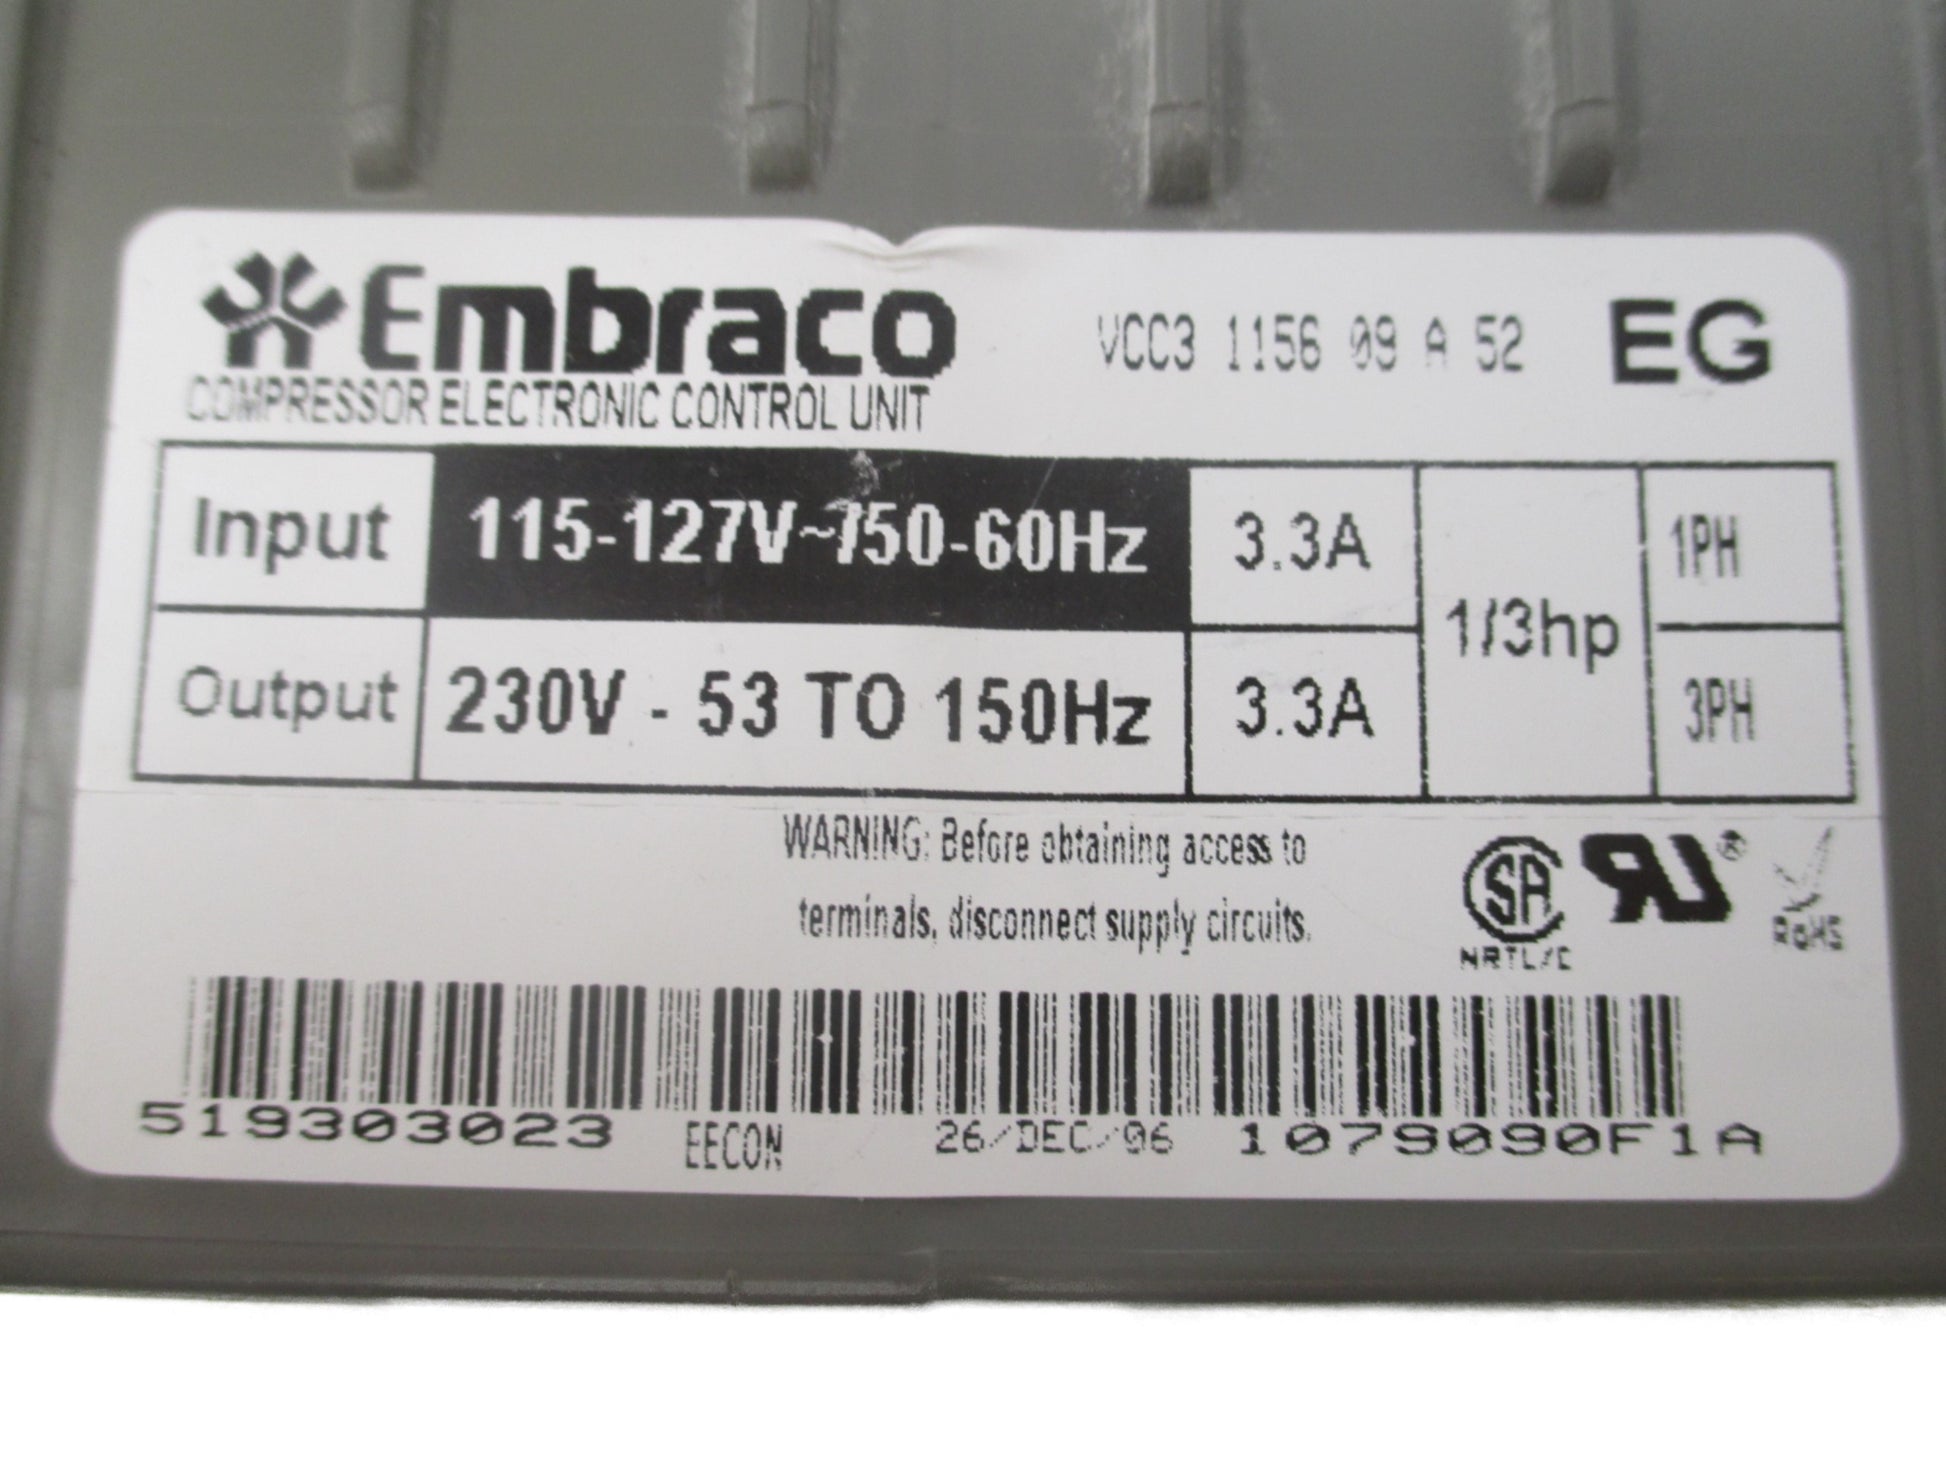 Embraco
COMPRESSOR ELECTRONIC CONTROL UNIT
VCC3 1156 09 A 52 EG
Input 115-127V~/50-60Hz 3.3A 1/3hp 1PH
Output 230V - 53 TO 150Hz 3.3A 3PH
WARNING: Before obtaining access to
terminals, disconnect supply circuits.
SA UR ®
NRTL/C RoHS
519303023 EECON 26/DEC/06 1079090F1A